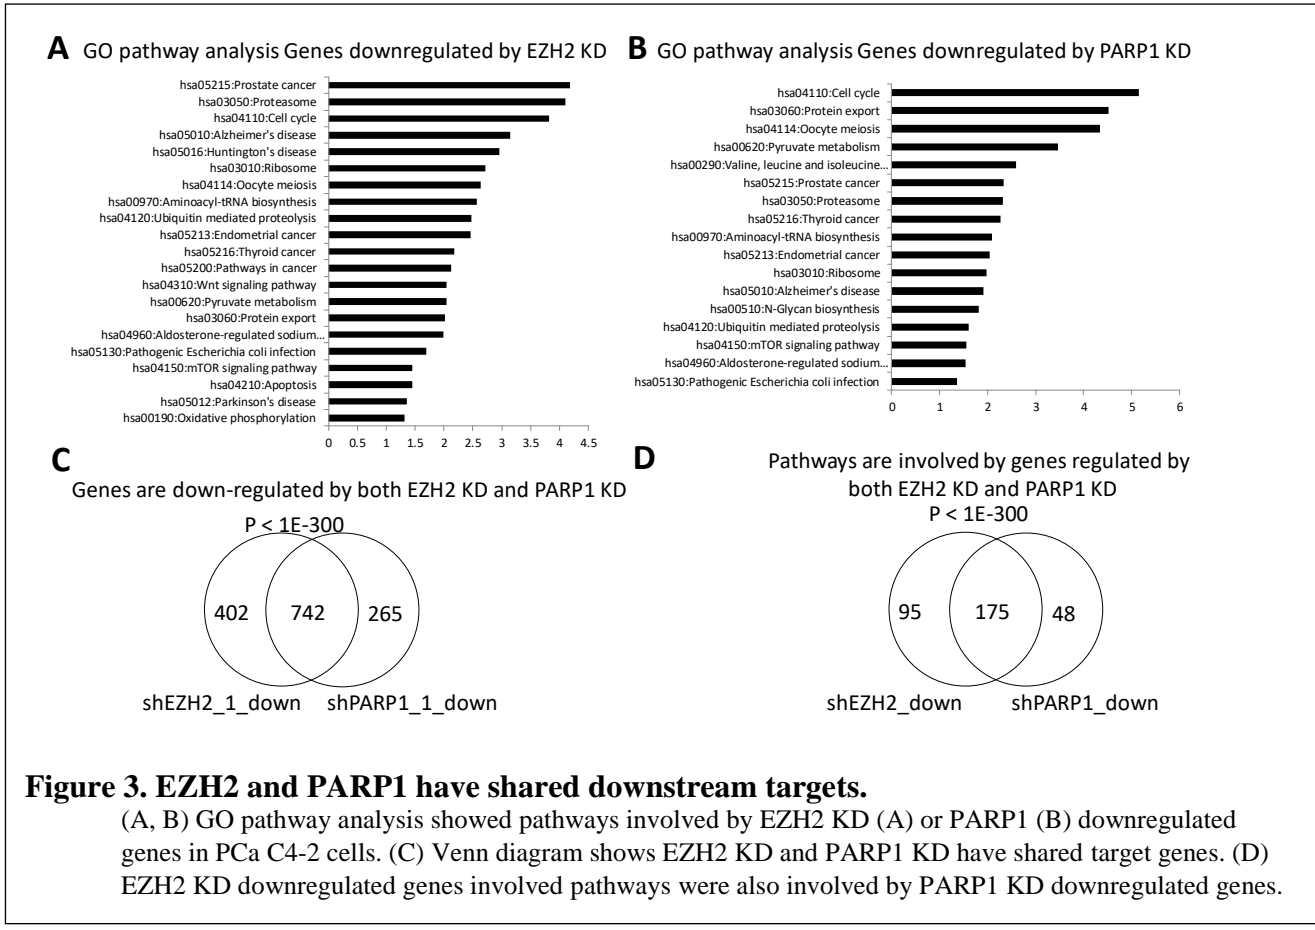 A GO pathway analysis Genes downregulated by EZH2 KD
hsa05215:Prostate cancer
hsa03050:Proteasome
hsa04110:Cell cycle
hsa05010:Alzheimer's disease
hsa05016:Huntington's disease
hsa03010:Ribosome
hsa04114:Oocyte meiosis
hsa00970:Aminoacyl-tRNA biosynthesis
hsa04120:Ubiquitin mediated proteolysis
hsa05213:Endometrial cancer
hsa05216:Thyroid cancer
hsa05200:Pathways in cancer
hsa04310:Wnt signaling pathway
hsa00620:Pyruvate metabolism
hsa03060:Protein export
hsa04960:Aldosterone-regulated sodium...
hsa05130:Pathogenic Escherichia coli infection
hsa04150:mTOR signaling pathway
hsa04210:Apoptosis
hsa05012:Parkinson's disease
hsa00190:Oxidative phosphorylation
0 0.5 1 1.5 2 2.5 3 3.5 4 4.5
B GO pathway analysis Genes downregulated by PARP1 KD
hsa04110:Cell cycle
hsa03060:Protein export
hsa04114:Oocyte meiosis
hsa00620:Pyruvate metabolism
hsa00290:Valine, leucine and isoleucine...
hsa05215:Prostate cancer
hsa03050:Proteasome
hsa05216:Thyroid cancer
hsa00970:Aminoacyl-tRNA biosynthesis
hsa05213:Endometrial cancer
hsa03010:Ribosome
hsa05010:Alzheimer's disease
hsa00510:N-Glycan biosynthesis
hsa04120:Ubiquitin mediated proteolysis
hsa04150:mTOR signaling pathway
hsa04960:Aldosterone-regulated sodium...
hsa05130:Pathogenic Escherichia coli infection
0 1 2 3 4 5 6
C
Genes are down-regulated by both EZH2 KD and PARP1 KD
P < 1E-300
402 742 265
shEZH2_1_down shPARP1_1_down
D
Pathways are involved by genes regulated by
both EZH2 KD and PARP1 KD
P < 1E-300
95 175 48
shEZH2_down shPARP1_down
Figure 3. EZH2 and PARP1 have shared downstream targets.
(A, B) GO pathway analysis showed pathways involved by EZH2 KD (A) or PARP1 (B) downregulated
genes in PCa C4-2 cells. (C) Venn diagram shows EZH2 KD and PARP1 KD have shared target genes. (D)
EZH2 KD downregulated genes involved pathways were also involved by PARP1 KD downregulated genes.